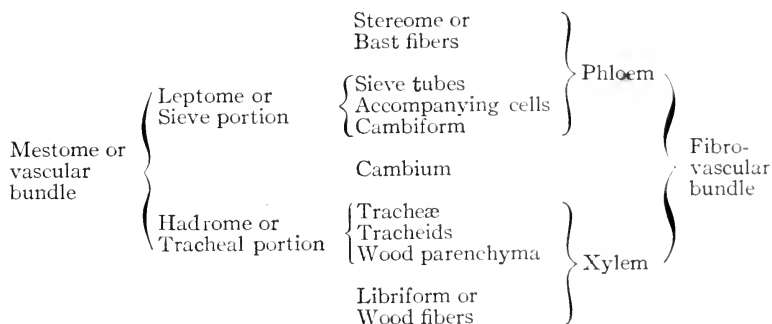 Stereome or
Bast fibers
Phloem
Leptome or
Sieve portion
Sieve tubes
Accompanying cells
Cambiform
Mestome or
vascular
bundle
Cambium
Fibro-
vascular
bundle
Hadrome or
Tracheal portion
Tracheæ
Tracheids
Wood parenchyma
Xylem
Libriform or
Wood fibers